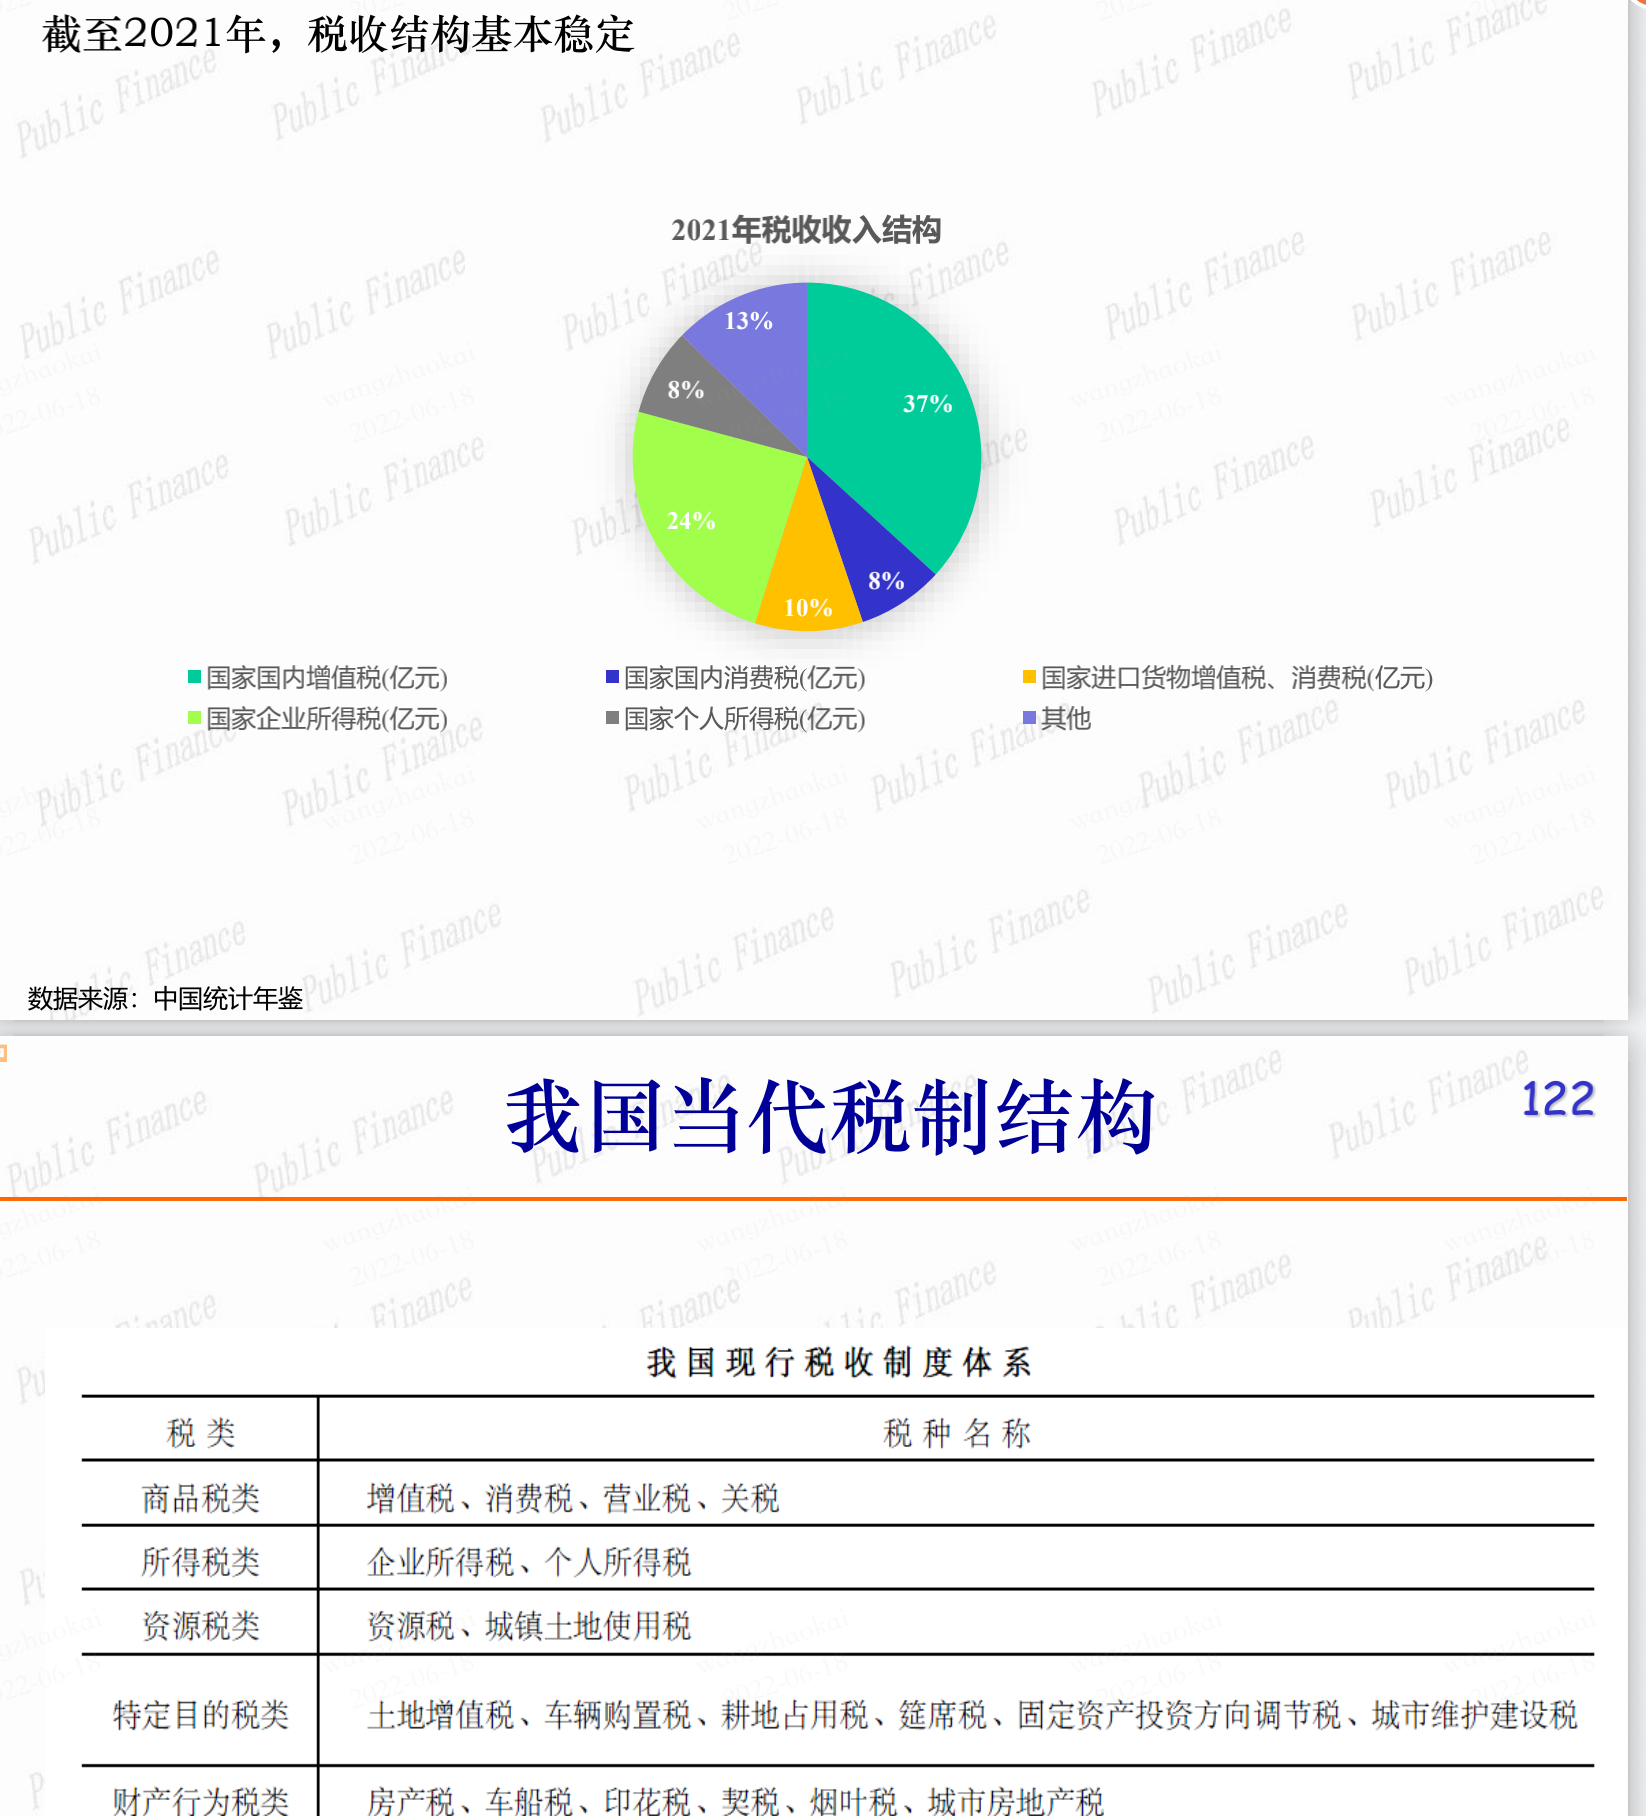 截至2021年，税收结构基本稳定
2021年税收收入结构
13%
37%
8%
24%
8%
10%
国家国内增值税(亿元)
国家国内消费税(亿元)
国家进口货物增值税、消费税(亿元)
国家企业所得税(亿元)
国家个人所得税(亿元)
其他
数据来源：中国统计年鉴
我国当代税制结构
122
我国现行税收制度体系
税类 税种名称
商品税类 增值税、消费税、营业税、关税
所得税类 企业所得税、个人所得税
资源税类 资源税、城镇土地使用税
特定目的税类 土地增值税、车辆购置税、耕地占用税、筵席税、固定资产投资方向调节税、城市维护建设税
财产行为税类 房产税、车船税、印花税、契税、烟叶税、城市房地产税
Public Finance
wangzhaokai
2022-06-18